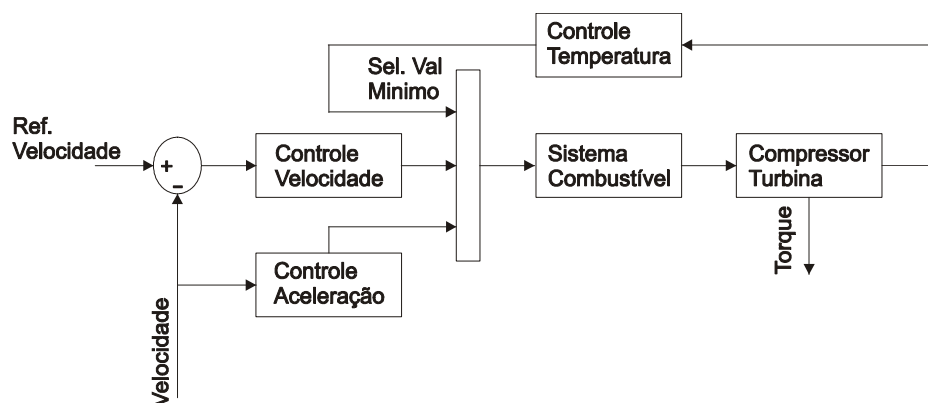 Controle
Temperatura
Sel. Val
Minimo
Ref.
Velocidade
+
-
Controle
Velocidade
Sistema
Combustível
Compressor
Turbina
Torque
Controle
Aceleração
Velocidade